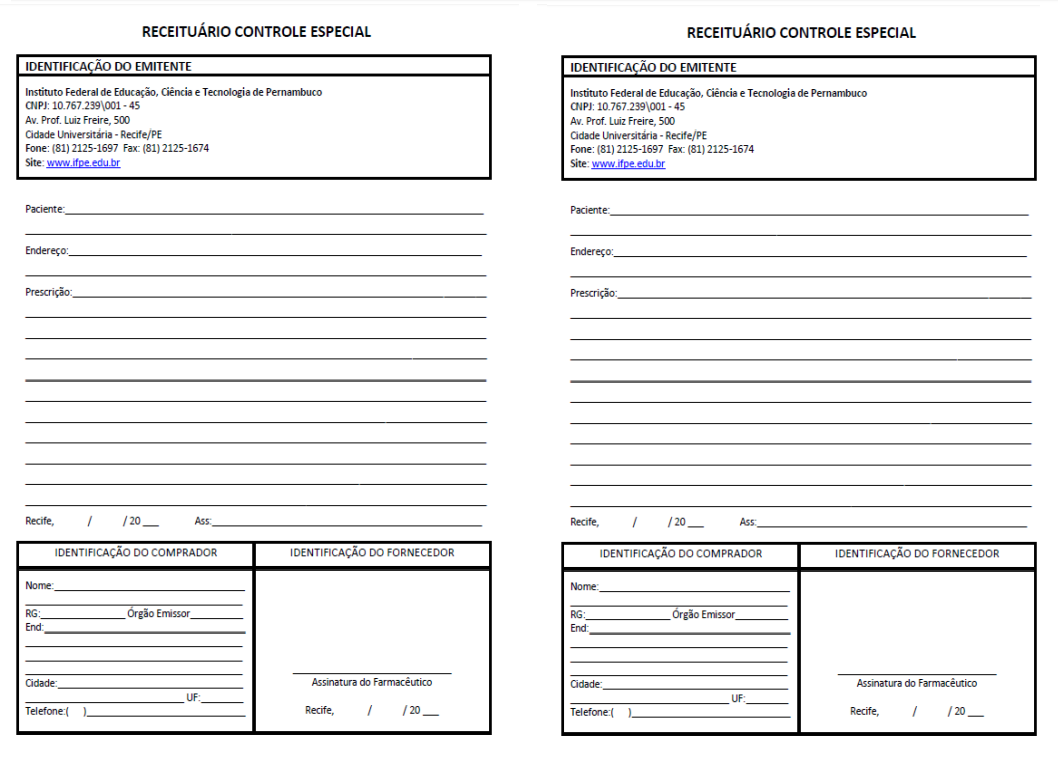 RECEITUÁRIO CONTROLE ESPECIAL
IDENTIFICAÇÃO DO EMITENTE
Instituto Federal de Educação, Ciência e Tecnologia de Pernambuco
CNPJ: 10.767.239\001 - 45
Av. Prof. Luiz Freire, 500
Cidade Universitária - Recife/PE
Fone: (81) 2125-1697 Fax: (81) 2125-1674
Site: www.ifpe.edu.br
Paciente:
Endereço:
Prescrição:
Recife, / / 20 ___ Ass:
IDENTIFICAÇÃO DO COMPRADOR
Nome:
RG: Órgão Emissor
End:
Cidade:
UF:
Telefone:( )
IDENTIFICAÇÃO DO FORNECEDOR
Assinatura do Farmacêutico
Recife, / / 20 ___
RECEITUÁRIO CONTROLE ESPECIAL
IDENTIFICAÇÃO DO EMITENTE
Instituto Federal de Educação, Ciência e Tecnologia de Pernambuco
CNPJ: 10.767.239\001 - 45
Av. Prof. Luiz Freire, 500
Cidade Universitária - Recife/PE
Fone: (81) 2125-1697 Fax: (81) 2125-1674
Site: www.ifpe.edu.br
Paciente:
Endereço:
Prescrição:
Recife, / / 20 ___ Ass:
IDENTIFICAÇÃO DO COMPRADOR
Nome:
RG: Órgão Emissor
End:
Cidade:
UF:
Telefone:( )
IDENTIFICAÇÃO DO FORNECEDOR
Assinatura do Farmacêutico
Recife, / / 20 ___